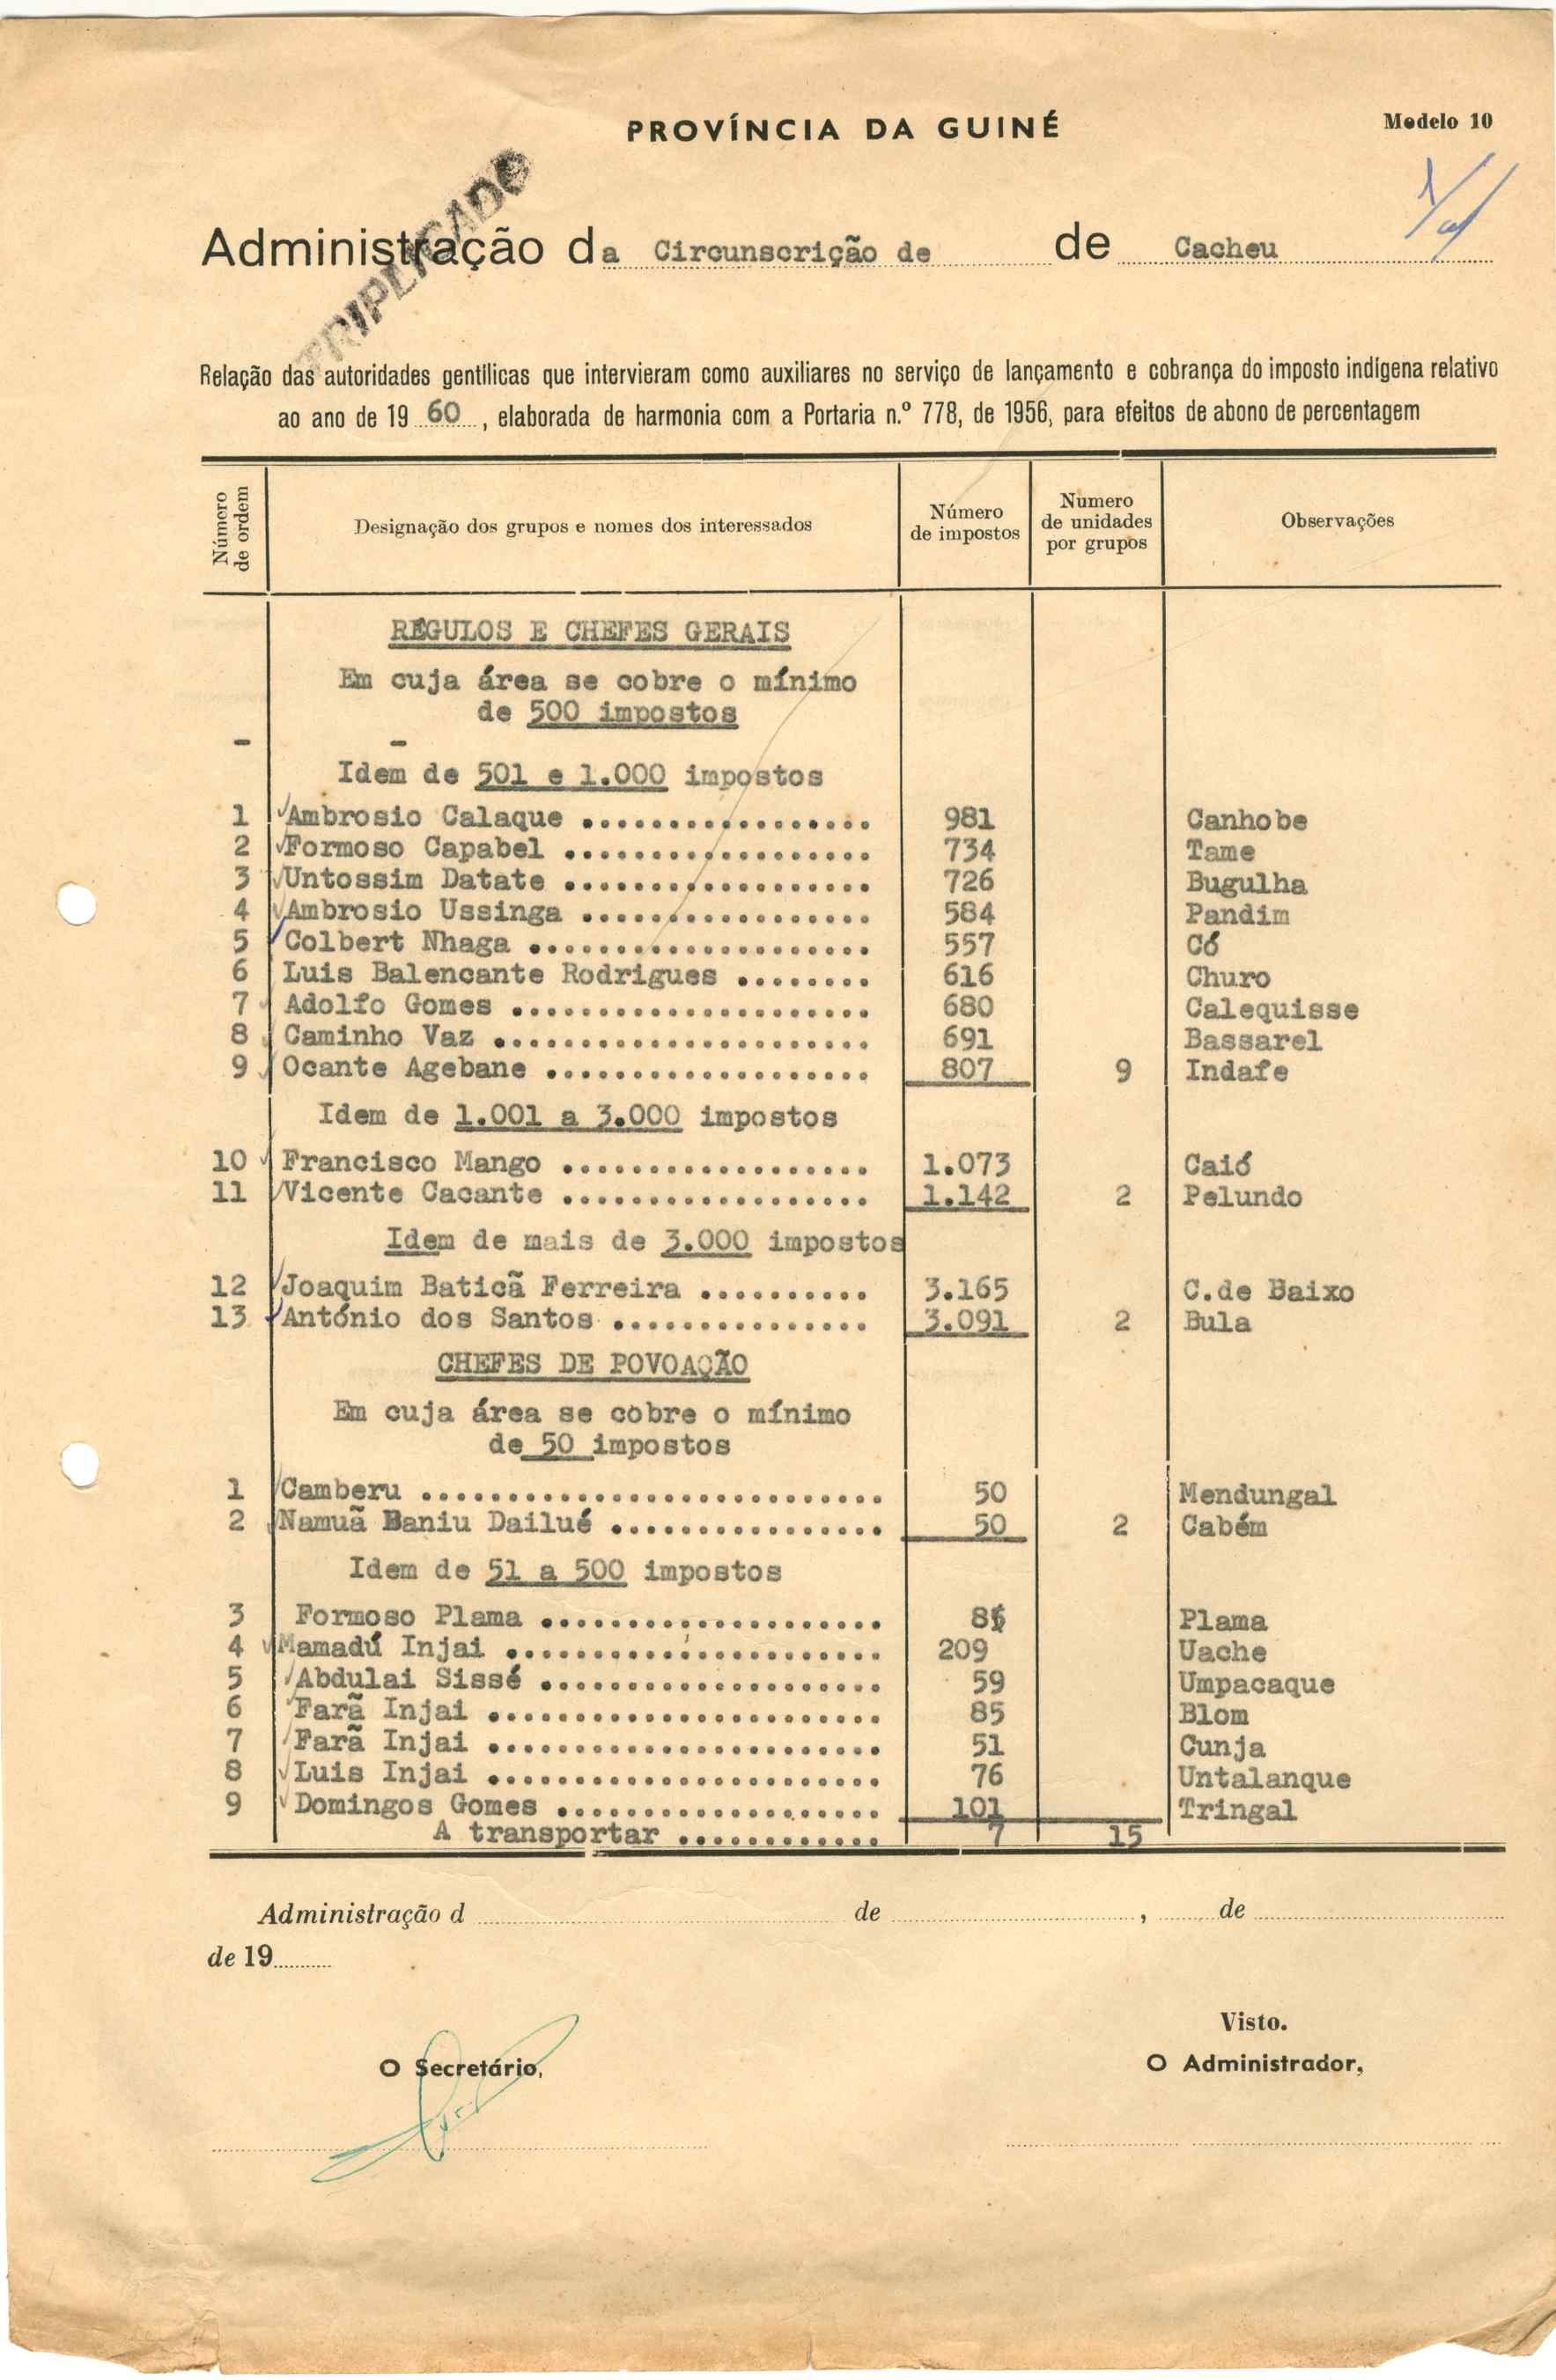 PROVÍNCIA DA GUINÉ
Modelo 10
TRIPLICADO
Administração da Circunscrição de de Cacheu
Relação das autoridades gentílicas que intervieram como auxiliares no serviço de lançamento e cobrança do imposto indígena relativo
ao ano de 19 60, elaborada de harmonia com a Portaria n.º 778, de 1956, para efeitos de abono de percentagem
Número de ordem
Designação dos grupos e nomes dos interessados
Número de impostos
Numero de unidades por grupos
Observações
RÉGULOS E CHEFES GERAIS
Em cuja área se cobre o mínimo
de 500 impostos
- -
Idem de 501 e 1.000 impostos
1 Ambrosio Calaque ................. 981 Canhobe
2 Formoso Capabel .................. 734 Tame
3 Untossim Datate .................. 726 Bugulha
4 Ambrosio Ussinga ................. 584 Pandim
5 Colbert Nhaga .................... 557 Có
6 Luis Balencante Rodrigues ........ 616 Churo
7 Adolfo Gomes ..................... 680 Calequisse
8 Caminho Vaz ...................... 691 Bassarel
9 Ocante Agebane ................... 807 9 Indafe
Idem de 1.001 a 3.000 impostos
10 Francisco Mango .................. 1.073 Caió
11 Vicente Cacante .................. 1.142 2 Pelundo
Idem de mais de 3.000 impostos
12 Joaquim Baticã Ferreira .......... 3.165 C.de Baixo
13 António dos Santos ............... 3.091 2 Bula
CHEFES DE POVOAÇÃO
Em cuja área se cobre o mínimo
de 50 impostos
1 Camberu ........................... 50 Mendungal
2 Namuã Baniu Dailué ................ 50 2 Cabém
Idem de 51 a 500 impostos
3 Formoso Plama .................... Plama
4 Mamadú Injai ...................... 209 Uache
5 Abdulai Sissé .................... 59 Umpacaque
6 Farã Injai ....................... 85 Blom
7 Farã Injai ....................... 51 Cunja
8 Luis Injai ....................... 76 Untalanque
9 Domingos Gomes ................... 101 Tringal
A transportar ............ 7 15
Administração d de , de
de 19
Visto.
O Secretário,
O Administrador,